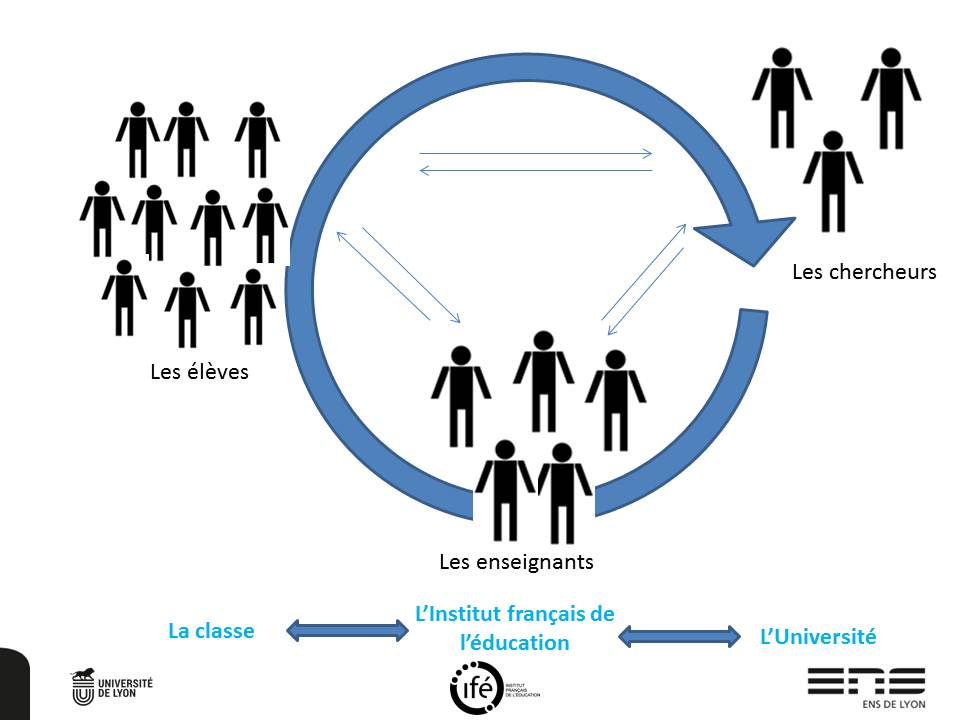 Les chercheurs
Les élèves
Les enseignants
La classe
L’Institut français de
l’éducation
L’Université
UNIVERSITÉ
DE LYON
ifé
INSTITUT
FRANÇAIS
DE L'ÉDUCATION
ENS
ENS DE LYON